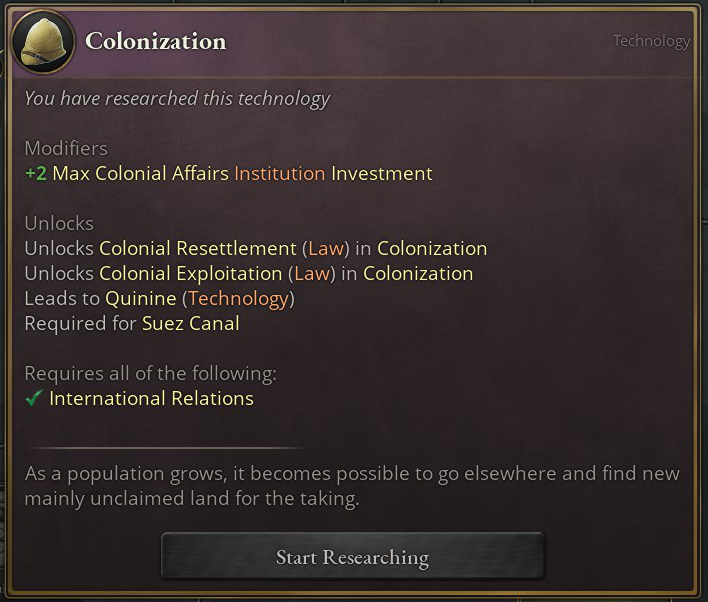 Colonization
Technology
You have researched this technology
Modifiers
+2 Max Colonial Affairs Institution Investment
Unlocks
Unlocks Colonial Resettlement (Law) in Colonization
Unlocks Colonial Exploitation (Law) in Colonization
Leads to Quinine (Technology)
Required for Suez Canal
Requires all of the following:
✓ International Relations
As a population grows, it becomes possible to go elsewhere and find new
mainly unclaimed land for the taking.
Start Researching